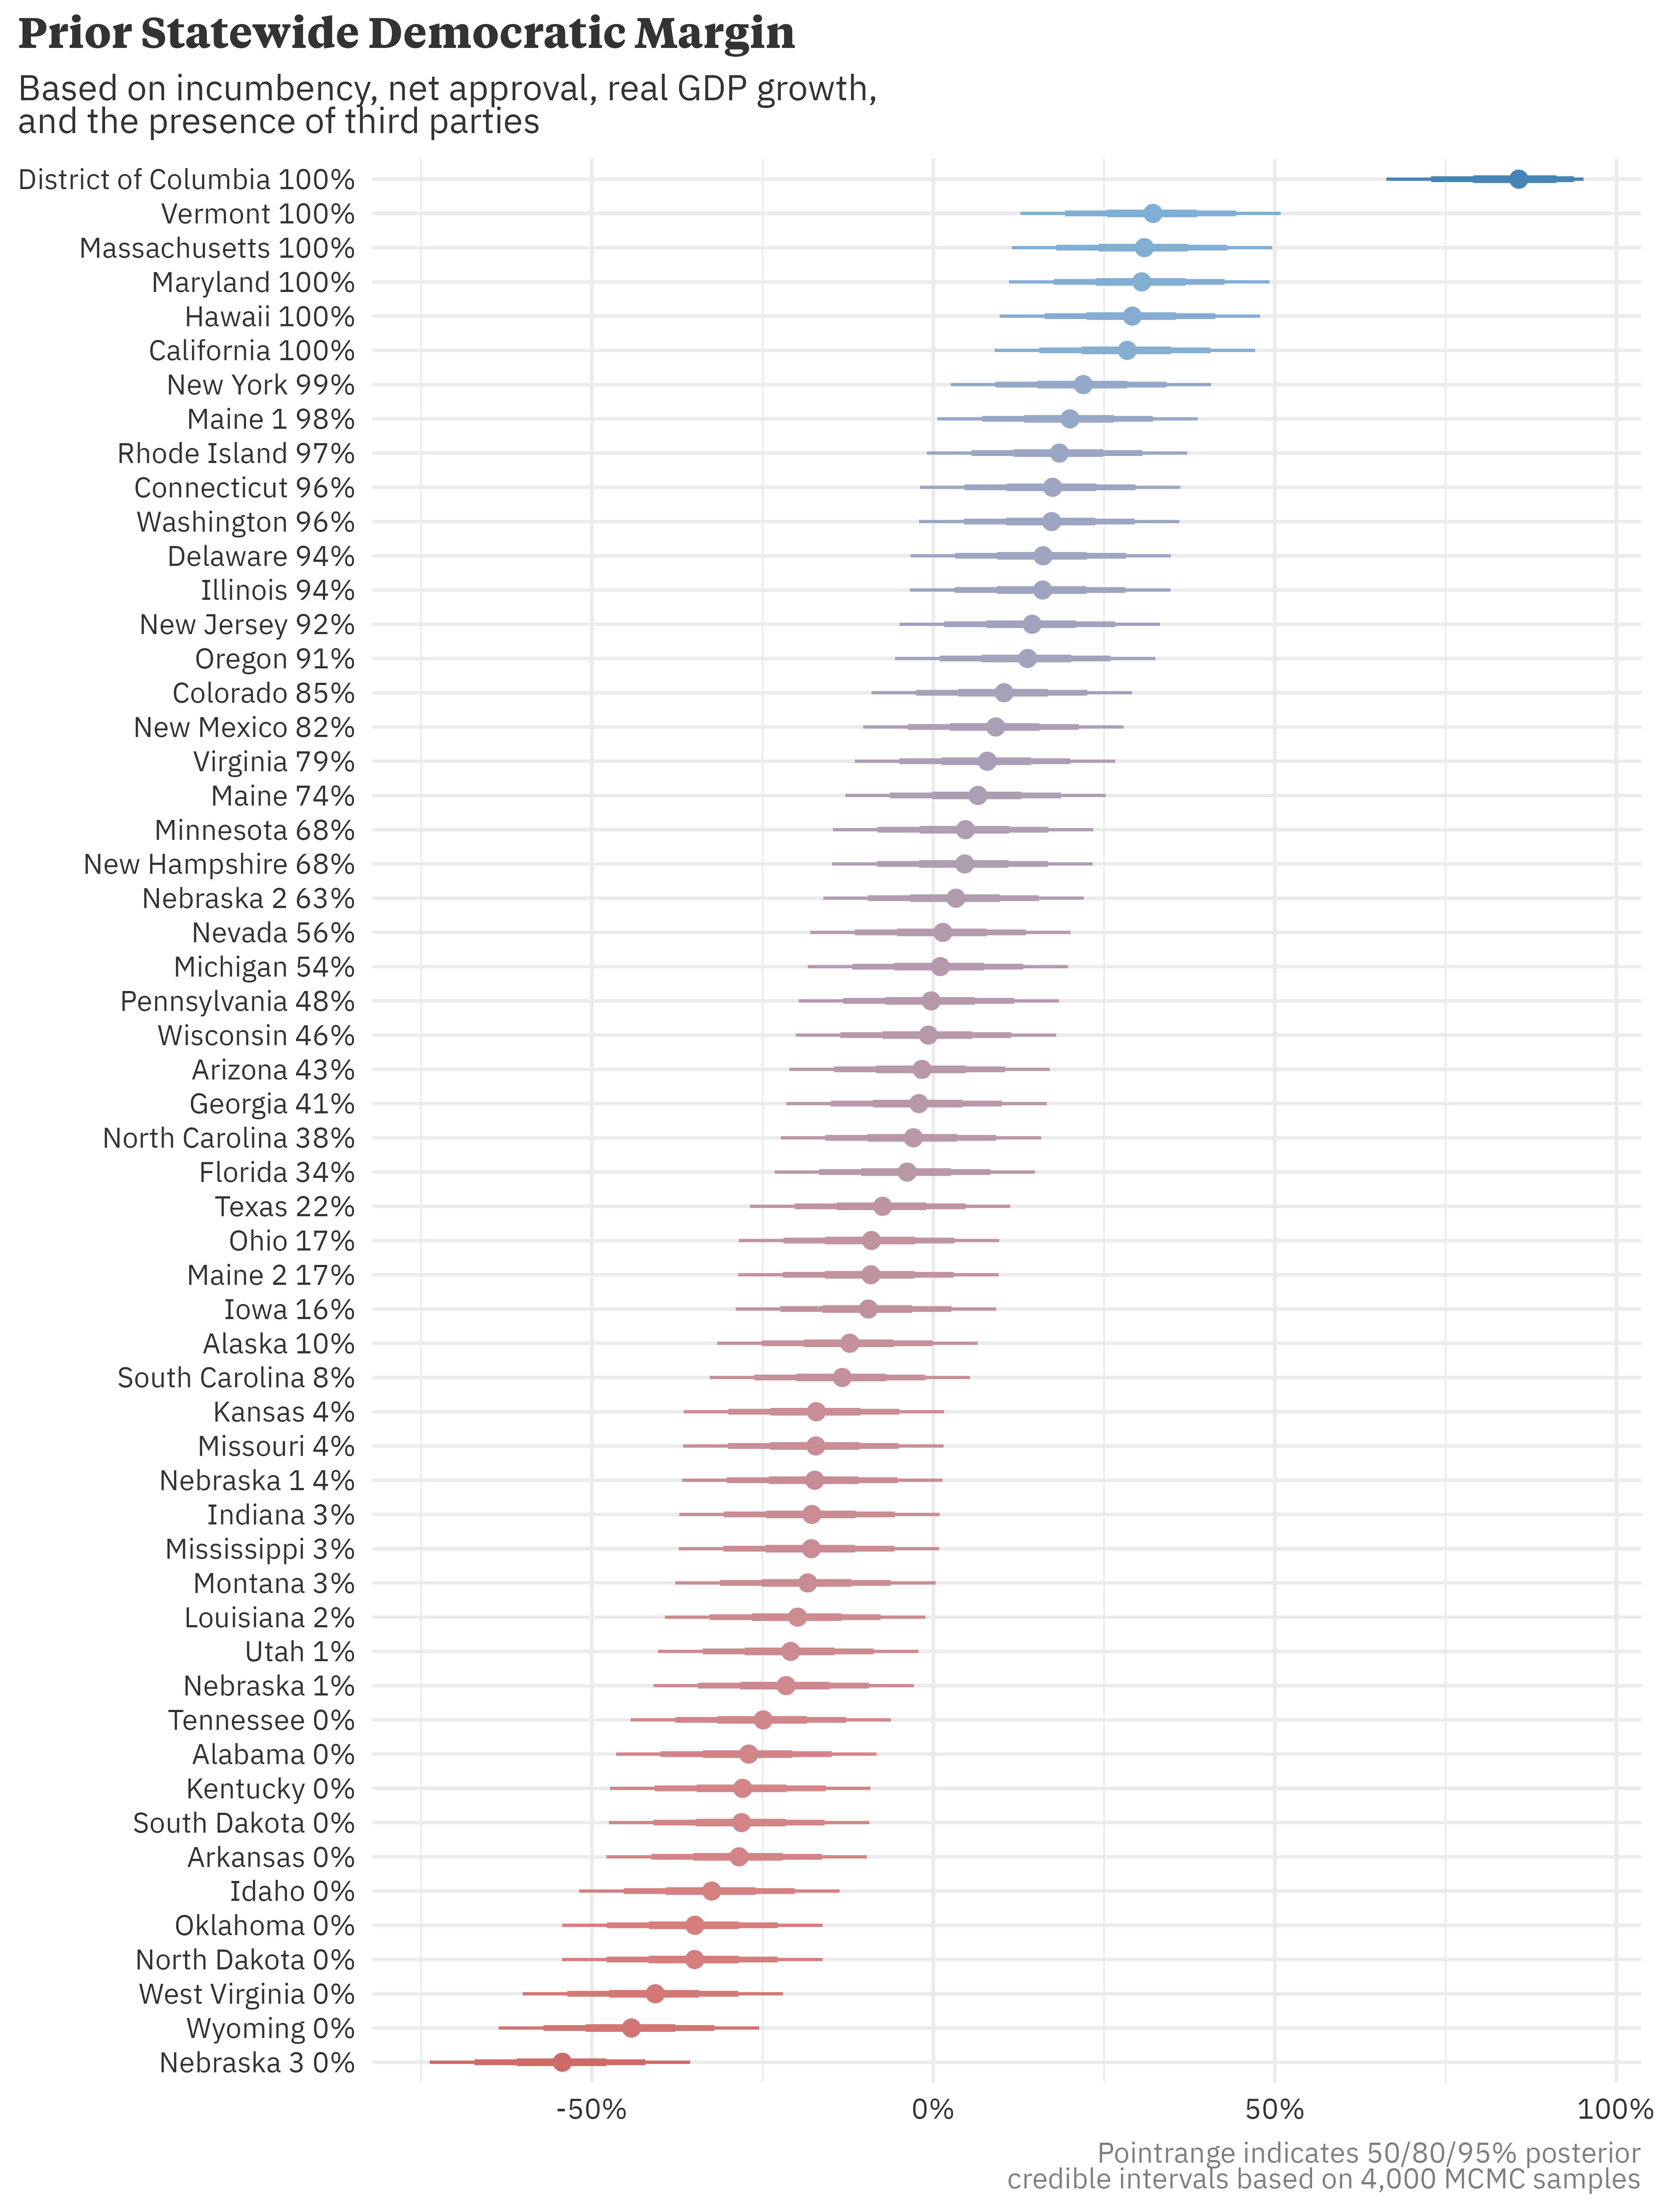 Prior Statewide Democratic Margin
Based on incumbency, net approval, real GDP growth,
and the presence of third parties
District of Columbia 100%
Vermont 100%
Massachusetts 100%
Maryland 100%
Hawaii 100%
California 100%
New York 99%
Maine 1 98%
Rhode Island 97%
Connecticut 96%
Washington 96%
Delaware 94%
Illinois 94%
New Jersey 92%
Oregon 91%
Colorado 85%
New Mexico 82%
Virginia 79%
Maine 74%
Minnesota 68%
New Hampshire 68%
Nebraska 2 63%
Nevada 56%
Michigan 54%
Pennsylvania 48%
Wisconsin 46%
Arizona 43%
Georgia 41%
North Carolina 38%
Florida 34%
Texas 22%
Ohio 17%
Maine 2 17%
Iowa 16%
Alaska 10%
South Carolina 8%
Kansas 4%
Missouri 4%
Nebraska 1 4%
Indiana 3%
Mississippi 3%
Montana 3%
Louisiana 2%
Utah 1%
Nebraska 1%
Tennessee 0%
Alabama 0%
Kentucky 0%
South Dakota 0%
Arkansas 0%
Idaho 0%
Oklahoma 0%
North Dakota 0%
West Virginia 0%
Wyoming 0%
Nebraska 3 0%
-50% 0% 50% 100%
Pointrange indicates 50/80/95% posterior
credible intervals based on 4,000 MCMC samples